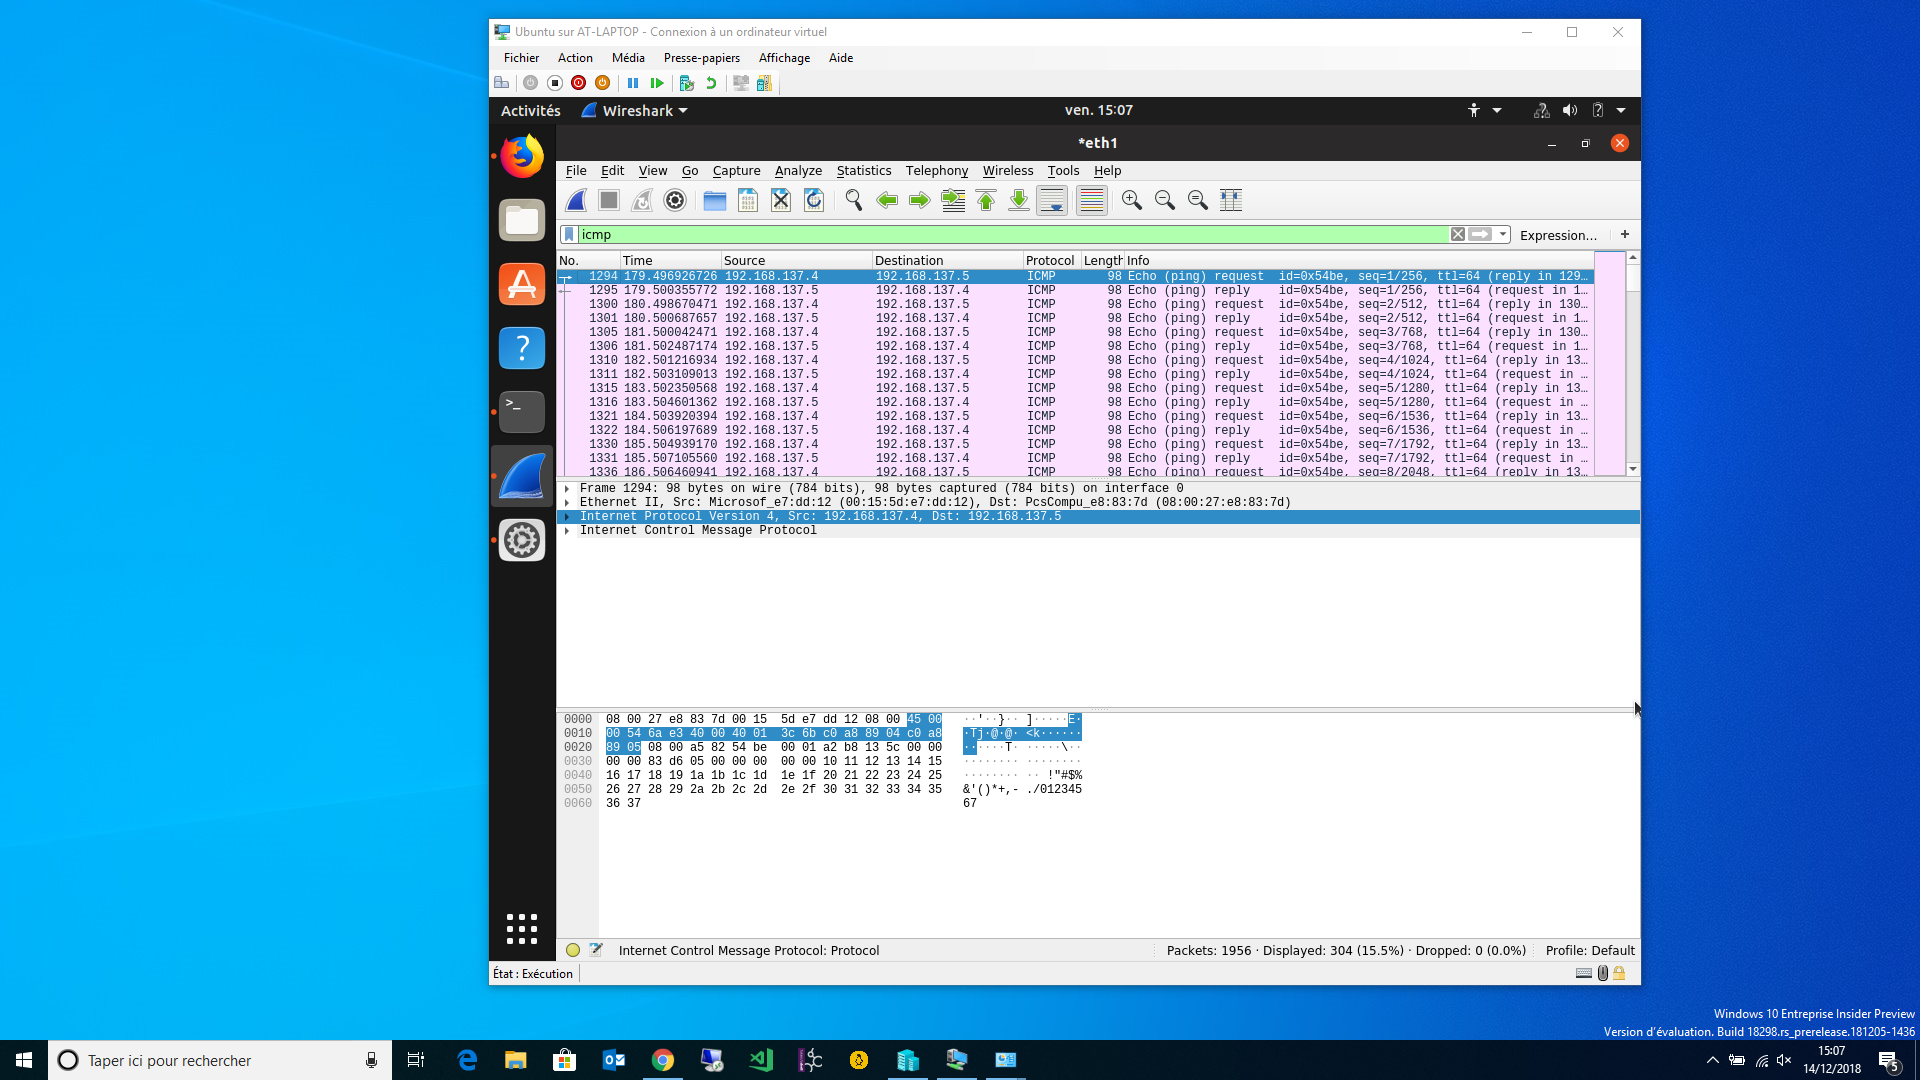 Ubuntu sur AT-LAPTOP - Connexion à un ordinateur virtuel
Fichier Action Média Presse-papiers Affichage Aide
Activités Wireshark ven. 15:07
*eth1
File Edit View Go Capture Analyze Statistics Telephony Wireless Tools Help
icmp Expression... +
No. Time Source Destination Protocol Length Info
1294 179.496926726 192.168.137.4 192.168.137.5 ICMP 98 Echo (ping) request id=0x54be, seq=1/256, ttl=64 (reply in 129…
1295 179.500355772 192.168.137.5 192.168.137.4 ICMP 98 Echo (ping) reply id=0x54be, seq=1/256, ttl=64 (request in 1…
1300 180.498670471 192.168.137.4 192.168.137.5 ICMP 98 Echo (ping) request id=0x54be, seq=2/512, ttl=64 (reply in 130…
1301 180.500687657 192.168.137.5 192.168.137.4 ICMP 98 Echo (ping) reply id=0x54be, seq=2/512, ttl=64 (request in 1…
1305 181.500042471 192.168.137.4 192.168.137.5 ICMP 98 Echo (ping) request id=0x54be, seq=3/768, ttl=64 (reply in 130…
1306 181.502487174 192.168.137.5 192.168.137.4 ICMP 98 Echo (ping) reply id=0x54be, seq=3/768, ttl=64 (request in 1…
1310 182.501216934 192.168.137.4 192.168.137.5 ICMP 98 Echo (ping) request id=0x54be, seq=4/1024, ttl=64 (reply in 13…
1311 182.503109013 192.168.137.5 192.168.137.4 ICMP 98 Echo (ping) reply id=0x54be, seq=4/1024, ttl=64 (request in …
1315 183.502350568 192.168.137.4 192.168.137.5 ICMP 98 Echo (ping) request id=0x54be, seq=5/1280, ttl=64 (reply in 13…
1316 183.504601362 192.168.137.5 192.168.137.4 ICMP 98 Echo (ping) reply id=0x54be, seq=5/1280, ttl=64 (request in …
1321 184.503920394 192.168.137.4 192.168.137.5 ICMP 98 Echo (ping) request id=0x54be, seq=6/1536, ttl=64 (reply in 13…
1322 184.506197689 192.168.137.5 192.168.137.4 ICMP 98 Echo (ping) reply id=0x54be, seq=6/1536, ttl=64 (request in …
1330 185.504939170 192.168.137.4 192.168.137.5 ICMP 98 Echo (ping) request id=0x54be, seq=7/1792, ttl=64 (reply in 13…
1331 185.507105560 192.168.137.5 192.168.137.4 ICMP 98 Echo (ping) reply id=0x54be, seq=7/1792, ttl=64 (request in …
1336 186.506460941 192.168.137.4 192.168.137.5 ICMP 98 Echo (ping) request id=0x54be, seq=8/2048, ttl=64 (reply in 13…
Frame 1294: 98 bytes on wire (784 bits), 98 bytes captured (784 bits) on interface 0
Ethernet II, Src: Microsof_e7:dd:12 (00:15:5d:e7:dd:12), Dst: PcsCompu_e8:83:7d (08:00:27:e8:83:7d)
Internet Protocol Version 4, Src: 192.168.137.4, Dst: 192.168.137.5
Internet Control Message Protocol
0000 08 00 27 e8 83 7d 00 15 5d e7 dd 12 08 00 45 00 ··'··}·· ]·····E·
0010 00 54 6a e3 40 00 40 01 3c 6b c0 a8 89 04 c0 a8 ·Tj·@·@· <k······
0020 89 05 08 00 a5 82 54 be 00 01 a2 b8 13 5c 00 00 ······T· ·····\··
0030 00 00 83 d6 05 00 00 00 00 00 10 11 12 13 14 15 ········ ········
0040 16 17 18 19 1a 1b 1c 1d 1e 1f 20 21 22 23 24 25 ········ ·· !"#$%
0050 26 27 28 29 2a 2b 2c 2d 2e 2f 30 31 32 33 34 35 &'()*+,- ./012345
0060 36 37 67
Internet Control Message Protocol: Protocol Packets: 1956 · Displayed: 304 (15.5%) · Dropped: 0 (0.0%) Profile: Default
État : Exécution
Windows 10 Entreprise Insider Preview
Version d'évaluation. Build 18298.rs_prerelease.181205-1436
Taper ici pour rechercher
15:07
14/12/2018
5